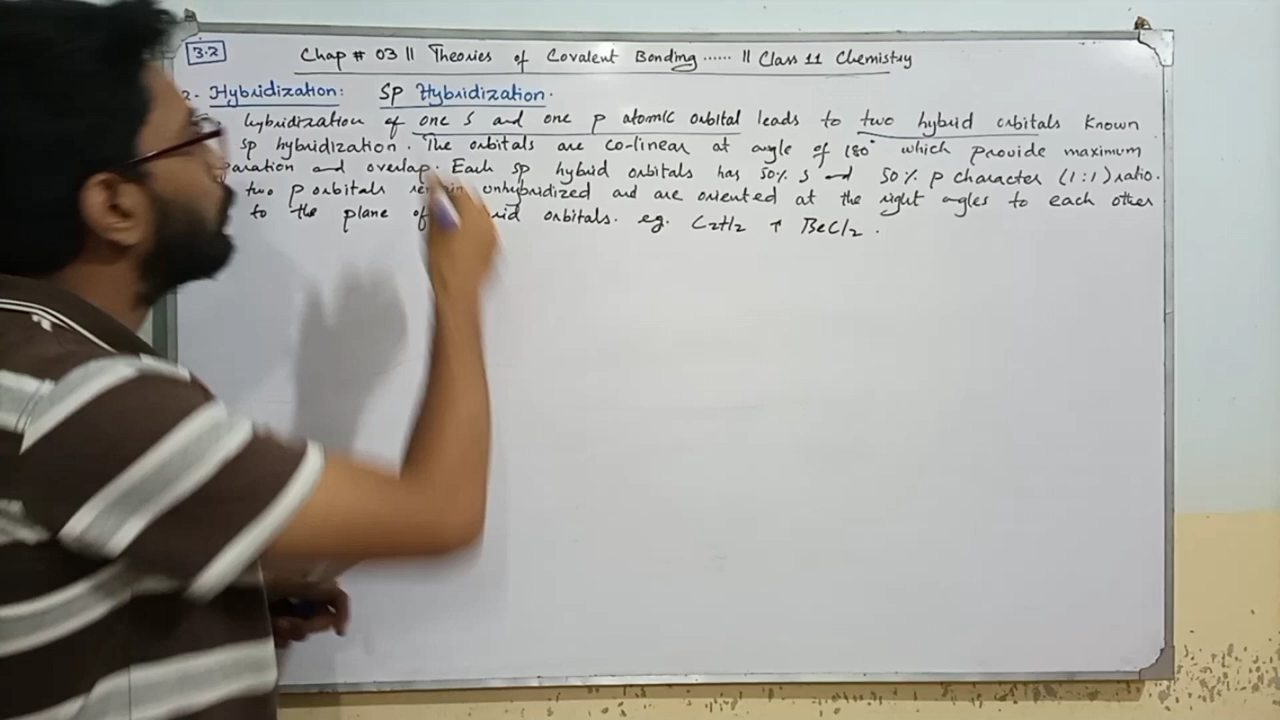 3.2
Chap # 03 || Theories of Covalent Bonding ...... || Class 11 Chemistry
2. Hybridization: Sp Hybridization.
hybridization of one s and one p atomic orbital leads to two hybrid orbitals known
sp hybridization. The orbitals are co-linear at angle of 180° which provide maximum
and overlap. Each sp hybrid orbitals has 50% s and 50% p character (1:1) ratio.
two p orbitals unhybridized and are oriented at the right angles to each other
to the plane of orbitals. eg. C2H2 BeCl2.